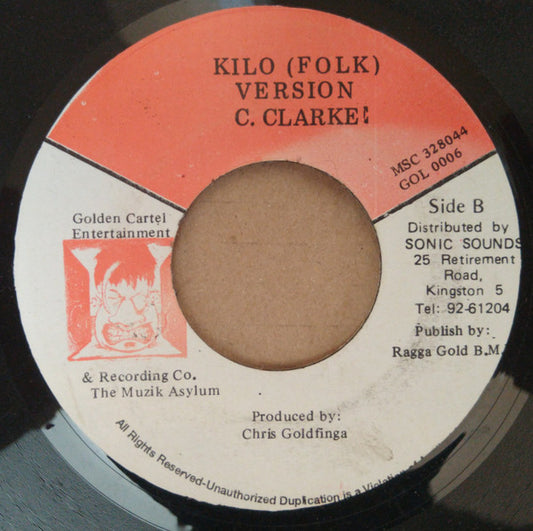 KILO (FOLK)
VERSION
C. CLARKE!
MSC 328044
GOL 0006
Golden Cartel
Entertainment
& Recording Co.
The Muzik Asylum
Side B
Distributed by
SONIC SOUNDS
25 Retirement
Road,
Kingston 5
Tel: 92-61204
Publish by:
Ragga Gold B.M.
Produced by:
Chris Goldfinga
All Rights Reserved-Unauthorized Duplication is a Violation of